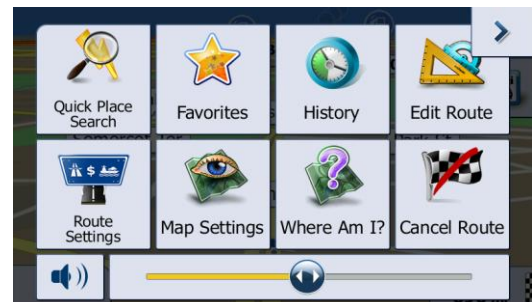 Quick Place
Search
Favorites
History
Edit Route
$
Route
Settings
Map Settings
?
Where Am I?
Cancel Route